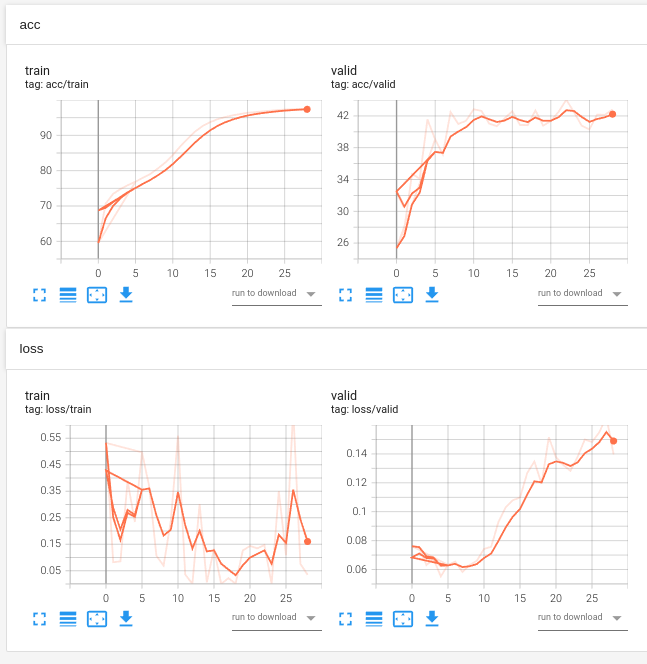 acc
train
tag: acc/train
valid
tag: acc/valid
90
80
70
60
0 5 10 15 20 25
42
38
34
30
26
0 5 10 15 20 25
run to download
run to download
loss
train
tag: loss/train
valid
tag: loss/valid
0.55
0.45
0.35
0.25
0.15
0.05
0 5 10 15 20 25
0.14
0.12
0.1
0.08
0.06
0 5 10 15 20 25
run to download
run to download